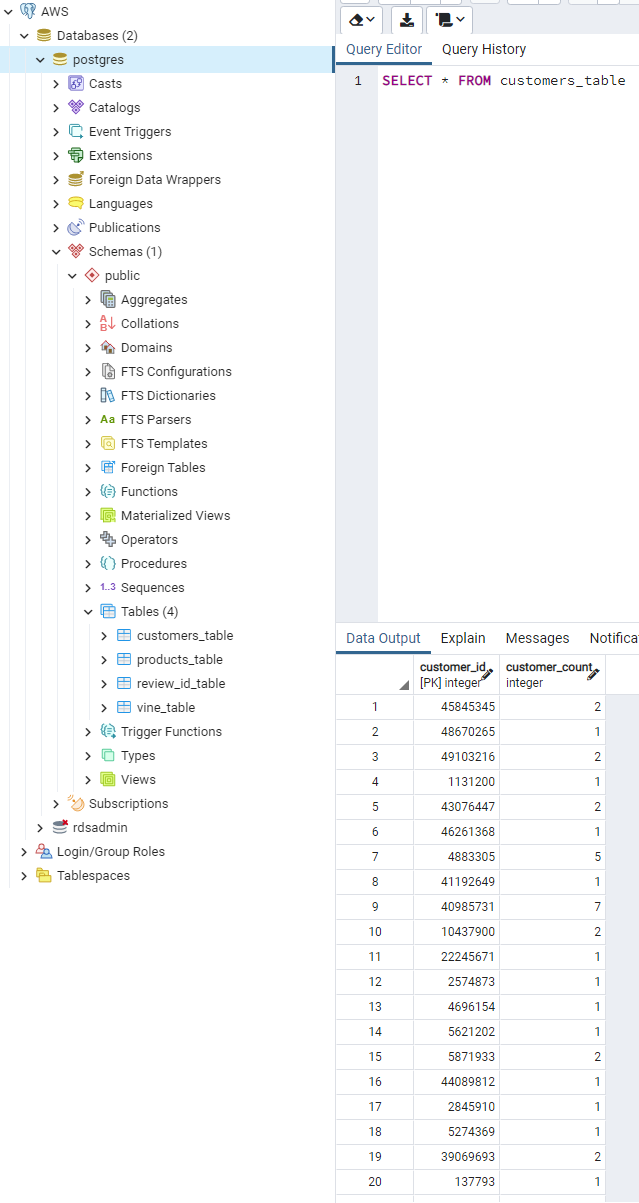 AWS
Databases (2)
postgres
Casts
Catalogs
Event Triggers
Extensions
Foreign Data Wrappers
Languages
Publications
Schemas (1)
public
Aggregates
Collations
Domains
FTS Configurations
FTS Dictionaries
Aa FTS Parsers
FTS Templates
Foreign Tables
Functions
Materialized Views
Operators
Procedures
1..3 Sequences
Tables (4)
customers_table
products_table
review_id_table
vine_table
Trigger Functions
Types
Views
Subscriptions
rdsadmin
Login/Group Roles
Tablespaces
Query Editor Query History
1 SELECT * FROM customers_table
Data Output Explain Messages Notifica
customer_id customer_count
[PK] integer integer
1 45845345 2
2 48670265 1
3 49103216 2
4 1131200 1
5 43076447 2
6 46261368 1
7 4883305 5
8 41192649 1
9 40985731 7
10 10437900 2
11 22245671 1
12 2574873 1
13 4696154 1
14 5621202 1
15 5871933 2
16 44089812 1
17 2845910 1
18 5274369 1
19 39069693 2
20 137793 1